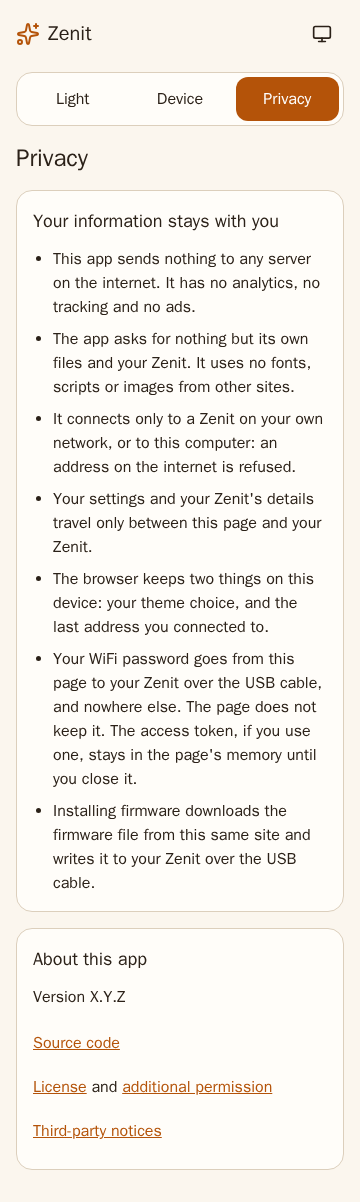 Zenit
Light Device Privacy
Privacy
Your information stays with you
• This app sends nothing to any server
on the internet. It has no analytics, no
tracking and no ads.
• The app asks for nothing but its own
files and your Zenit. It uses no fonts,
scripts or images from other sites.
• It connects only to a Zenit on your own
network, or to this computer: an
address on the internet is refused.
• Your settings and your Zenit's details
travel only between this page and your
Zenit.
• The browser keeps two things on this
device: your theme choice, and the
last address you connected to.
• Your WiFi password goes from this
page to your Zenit over the USB cable,
and nowhere else. The page does not
keep it. The access token, if you use
one, stays in the page's memory until
you close it.
• Installing firmware downloads the
firmware file from this same site and
writes it to your Zenit over the USB
cable.
About this app
Version X.Y.Z
Source code
License and additional permission
Third-party notices